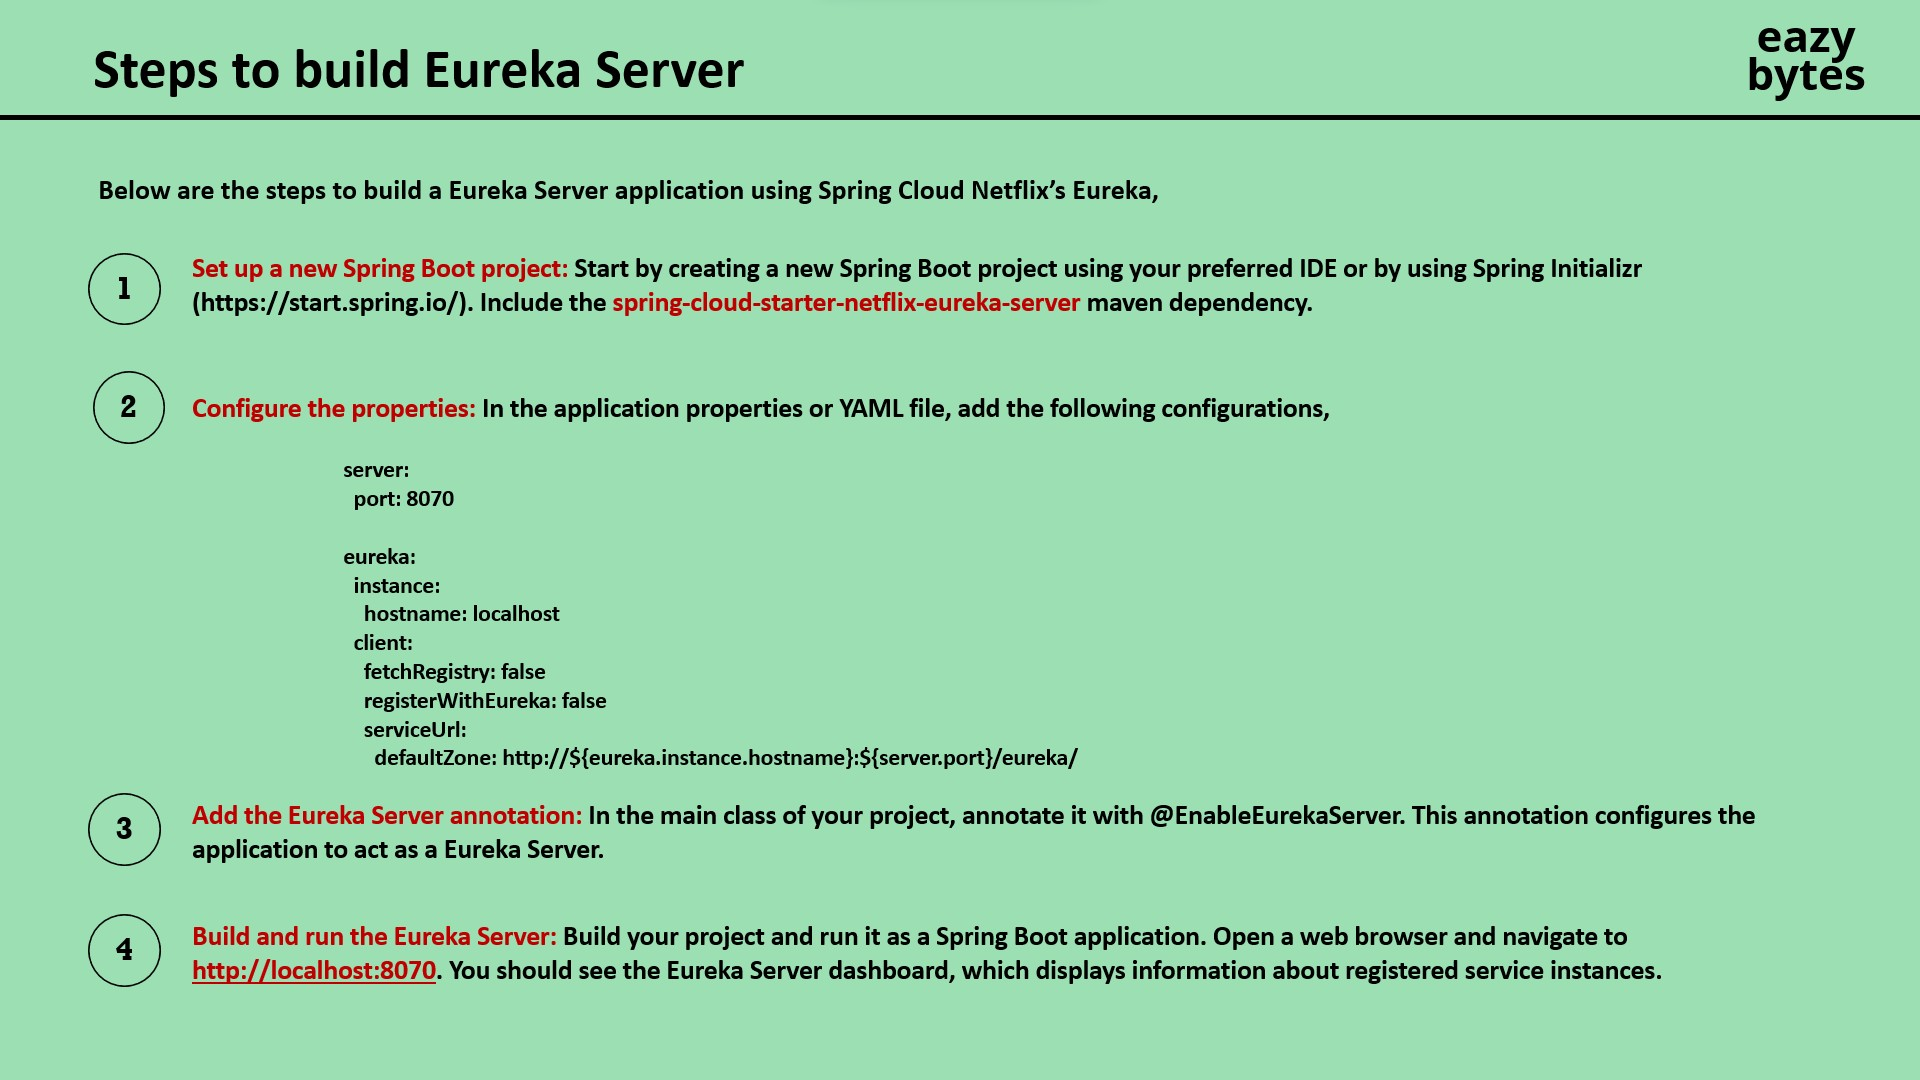 Steps to build Eureka Server
eazy
bytes
Below are the steps to build a Eureka Server application using Spring Cloud Netflix’s Eureka,
1
Set up a new Spring Boot project: Start by creating a new Spring Boot project using your preferred IDE or by using Spring Initializr
(https://start.spring.io/). Include the spring-cloud-starter-netflix-eureka-server maven dependency.
2
Configure the properties: In the application properties or YAML file, add the following configurations,
server:
  port: 8070
eureka:
  instance:
    hostname: localhost
  client:
    fetchRegistry: false
    registerWithEureka: false
    serviceUrl:
      defaultZone: http://${eureka.instance.hostname}:${server.port}/eureka/
3
Add the Eureka Server annotation: In the main class of your project, annotate it with @EnableEurekaServer. This annotation configures the
application to act as a Eureka Server.
4
Build and run the Eureka Server: Build your project and run it as a Spring Boot application. Open a web browser and navigate to
http://localhost:8070. You should see the Eureka Server dashboard, which displays information about registered service instances.